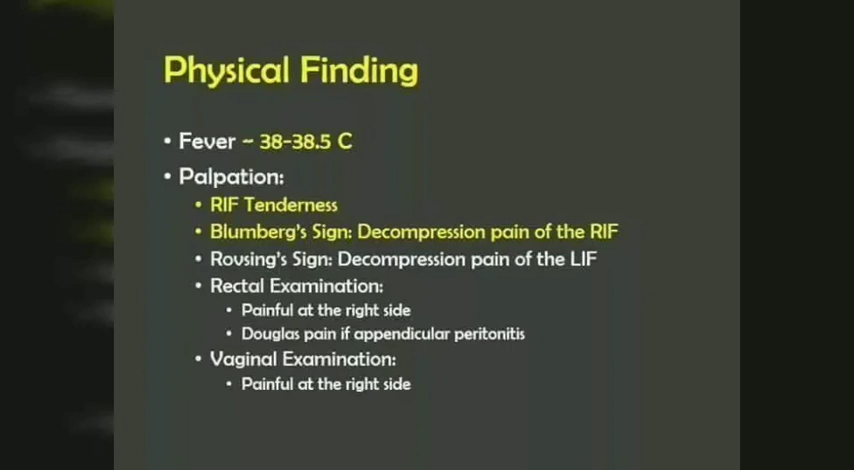 Physical Finding
• Fever ~ 38-38.5 C
• Palpation:
• RIF Tenderness
• Blumberg's Sign: Decompression pain of the RIF
• Rovsing's Sign: Decompression pain of the LIF
• Rectal Examination:
• Painful at the right side
• Douglas pain if appendicular peritonitis
• Vaginal Examination:
• Painful at the right side